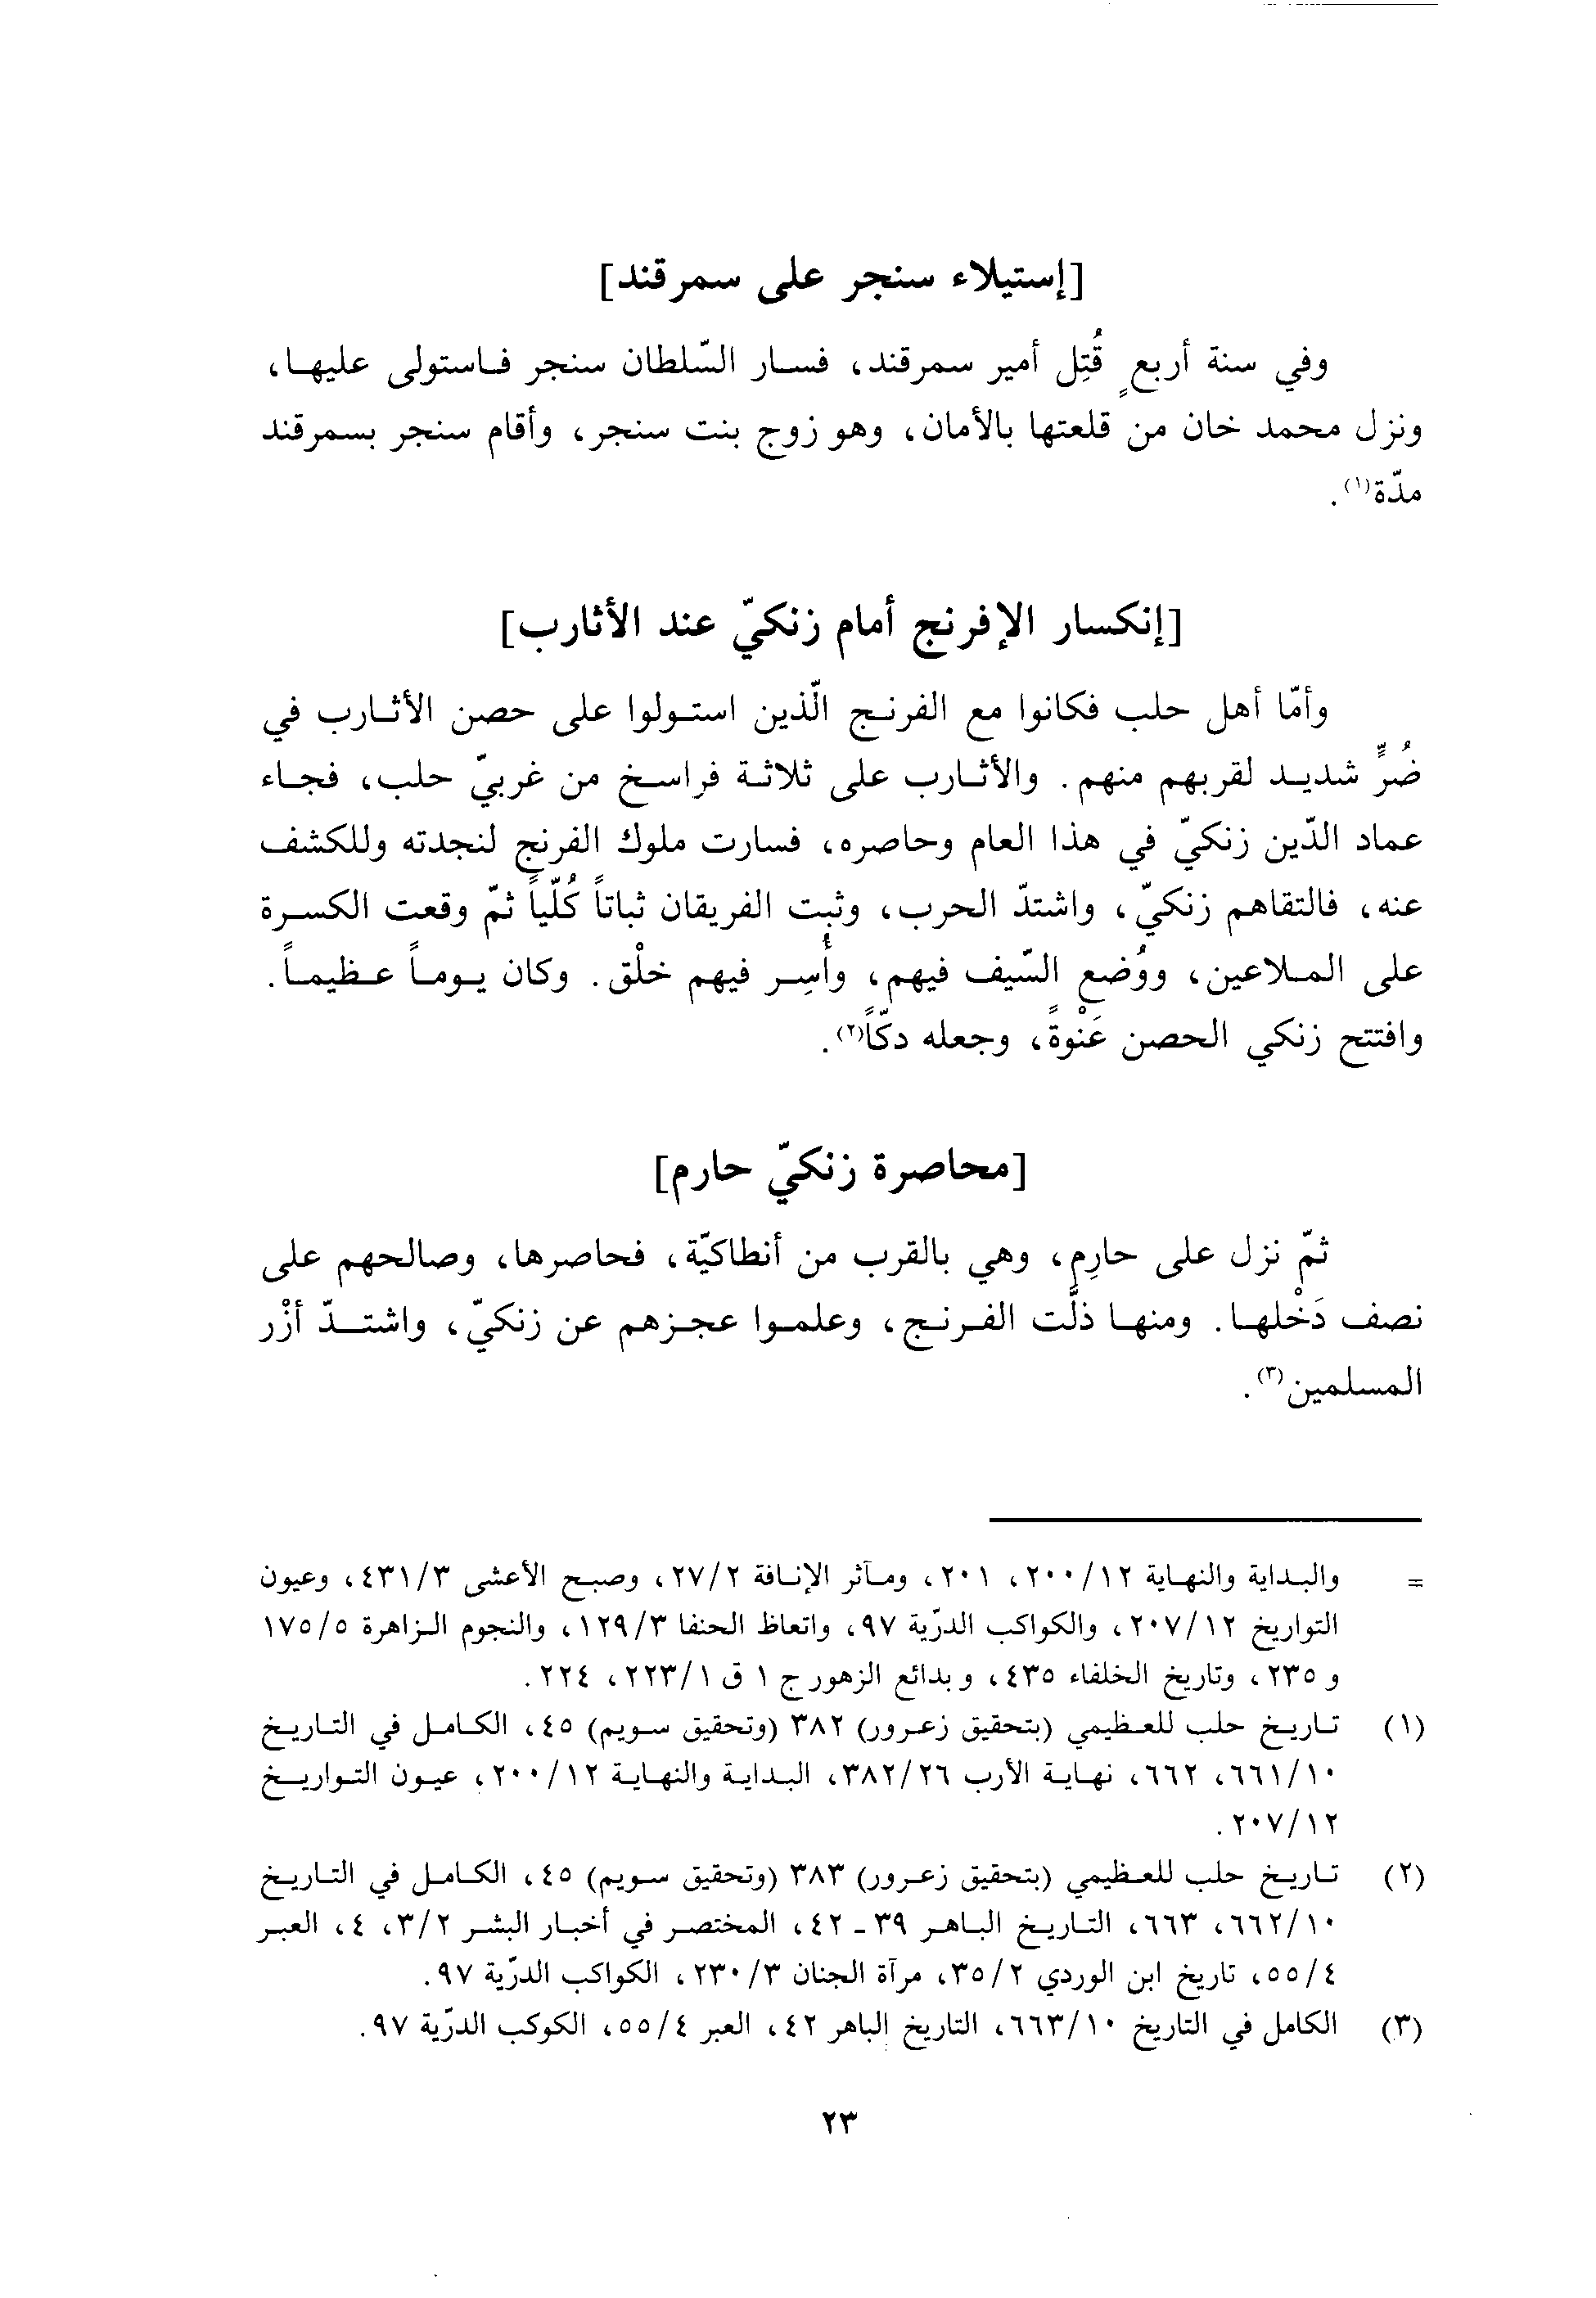 [إستيلاء سنجر على سمرقند]
وفي سنة أربعٍ قُتِل أمير سمرقند، فسار السّلطان سنجر فاستولى عليها،
ونزل محمد خان من قلعتها بالأمان، وهو زوج بنت سنجر، وأقام سنجر بسمرقند
مدّة(١).
[إنكسار الإفرنج أمام زنكيّ عند الأثارب]
وأمّا أهل حلب فكانوا مع الفرنج الّذين استولوا على حصن الأثارب في
ضُرٍّ شديد لقربهم منهم. والأثارب على ثلاثة فراسخ من غربيّ حلب، فجاء
عماد الدّين زنكيّ في هذا العام وحاصره، فسارت ملوك الفرنج لنجدته وللكشف
عنه، فالتقاهم زنكيّ، واشتدّ الحرب، وثبت الفريقان ثباتاً كُلّياً ثمّ وقعت الكسرة
على الملاعين، ووُضع السّيف فيهم، وأُسِر فيهم خلْق. وكان يوماً عظيماً.
وافتتح زنكي الحصن عَنْوةً، وجعله دكّاً(٢).
[محاصرة زنكيّ حارم]
ثمّ نزل على حارِم، وهي بالقرب من أنطاكيّة، فحاصرها، وصالحهم على
نصف دَخْلها. ومنها ذلّت الفرنج، وعلموا عجزهم عن زنكيّ، واشتدّ أزْر
المسلمين(٣).
= والبداية والنهاية ٢٠٠/١٢، ٢٠١، ومآثر الإنافة ٢٧/٢، وصبح الأعشى ٤٣١/٣، وعيون
التواريخ ٢٠٧/١٢، والكواكب الدرّية ٩٧، واتعاظ الحنفا ١٢٩/٣، والنجوم الزاهرة ١٧٥/٥
و ٢٣٥، وتاريخ الخلفاء ٤٣٥، وبدائع الزهور ج ١ ق ٢٢٣/١، ٢٢٤.
(١) تاريخ حلب للعظيمي (بتحقيق زعرور) ٣٨٢ (وتحقيق سويم) ٤٥، الكامل في التاريخ
٦٦١/١٠، ٦٦٢، نهاية الأرب ٣٨٢/٢٦، البداية والنهاية ٢٠٠/١٢، عيون التواريخ
٢٠٧/١٢.
(٢) تاريخ حلب للعظيمي (بتحقيق زعرور) ٣٨٣ (وتحقيق سويم) ٤٥، الكامل في التاريخ
٦٦٢/١٠، ٦٦٣، التاريخ الباهر ٣٩ - ٤٢، المختصر في أخبار البشر ٣/٢، ٤، العبر
٥٥/٤، تاريخ ابن الوردي ٣٥/٢، مرآة الجنان ٢٣٠/٣، الكواكب الدرّية ٩٧.
(٣) الكامل في التاريخ ٦٦٣/١٠، التاريخ الباهر ٤٢، العبر ٥٥/٤، الكوكب الدرّية ٩٧.
٢٣